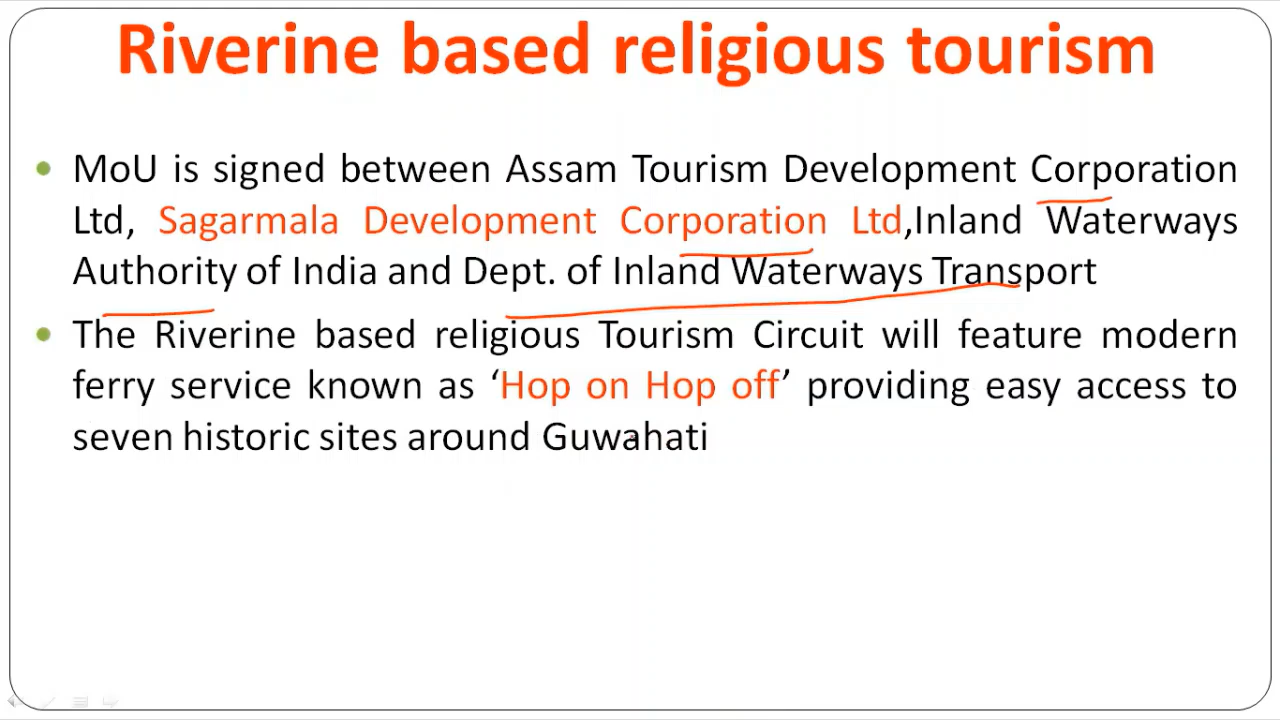 Riverine based religious tourism
MoU is signed between Assam Tourism Development Corporation
Ltd, Sagarmala Development Corporation Ltd,Inland Waterways
Authority of India and Dept. of Inland Waterways Transport
The Riverine based religious Tourism Circuit will feature modern
ferry service known as ‘Hop on Hop off’ providing easy access to
seven historic sites around Guwahati